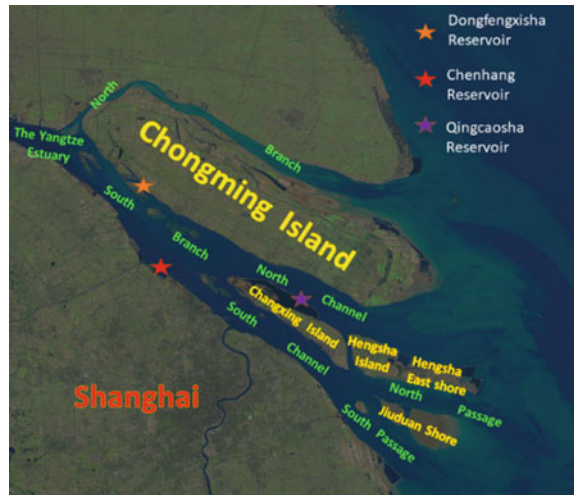 Dongfengxisha
Reservoir
Chenhang
Reservoir
Qingcaosha
Reservoir
North
Branch
The Yangtze
Estuary
Chongming Island
South
Branch
North
Channel
Changxing Island
South
Channel
Hengsha
Island
Hengsha
East shore
North
Passage
Jiuduan Shore
South Passage
Shanghai